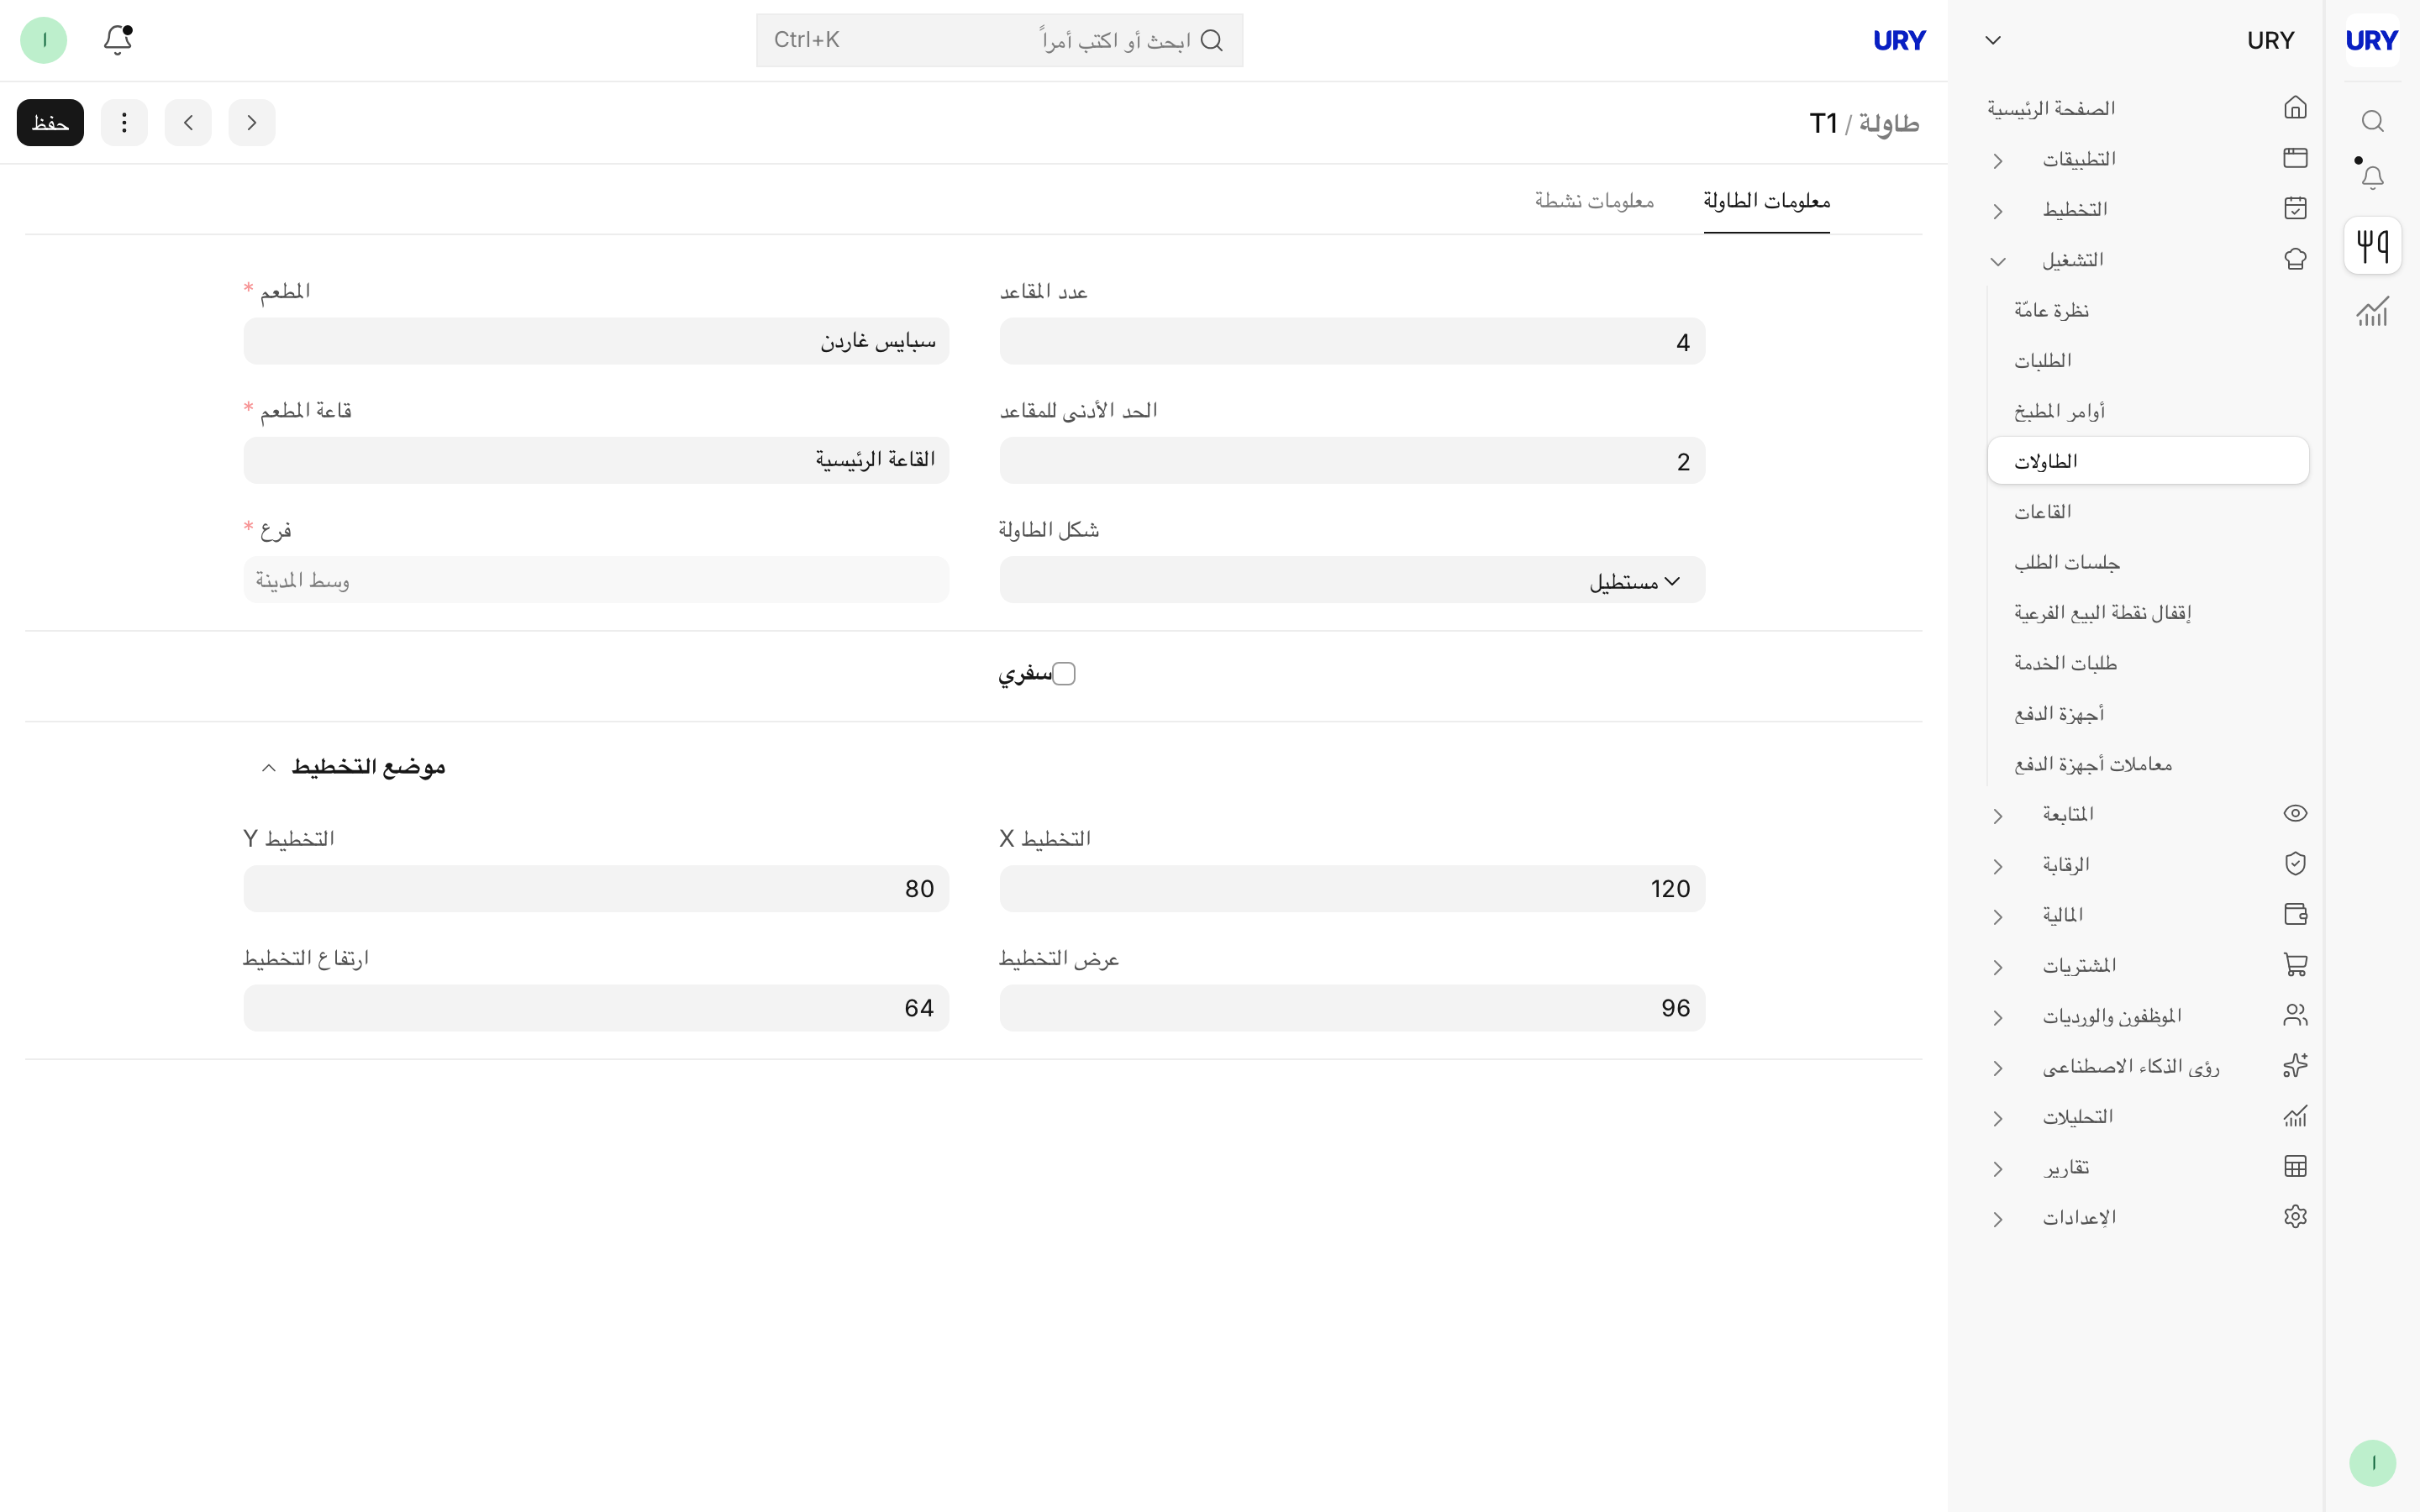 URY
URY
الصفحة الرئيسية
التطبيقات
التخطيط
التشغيل
نظرة عامّة
الطلبات
أوامر المطبخ
الطاولات
القاعات
جلسات الطلب
إقفال نقطة البيع الفرعية
طلبات الخدمة
أجهزة الدفع
معاملات أجهزة الدفع
المتابعة
الرقابة
المالية
المشتريات
الموظفون والورديات
رؤى الذكاء الاصطناعي
التحليلات
تقارير
الإعدادات
ا
URY
ابحث أو اكتب أمراً Ctrl+K
ا
طاولة / T1
حفظ
معلومات الطاولة
معلومات نشطة
عدد المقاعد
4
الحد الأدنى للمقاعد
2
شكل الطاولة
مستطيل
المطعم *
سبايس غاردن
قاعة المطعم *
القاعة الرئيسية
فرع *
وسط المدينة
سفري
موضع التخطيط
التخطيط X
120
عرض التخطيط
96
التخطيط Y
80
ارتفاع التخطيط
64